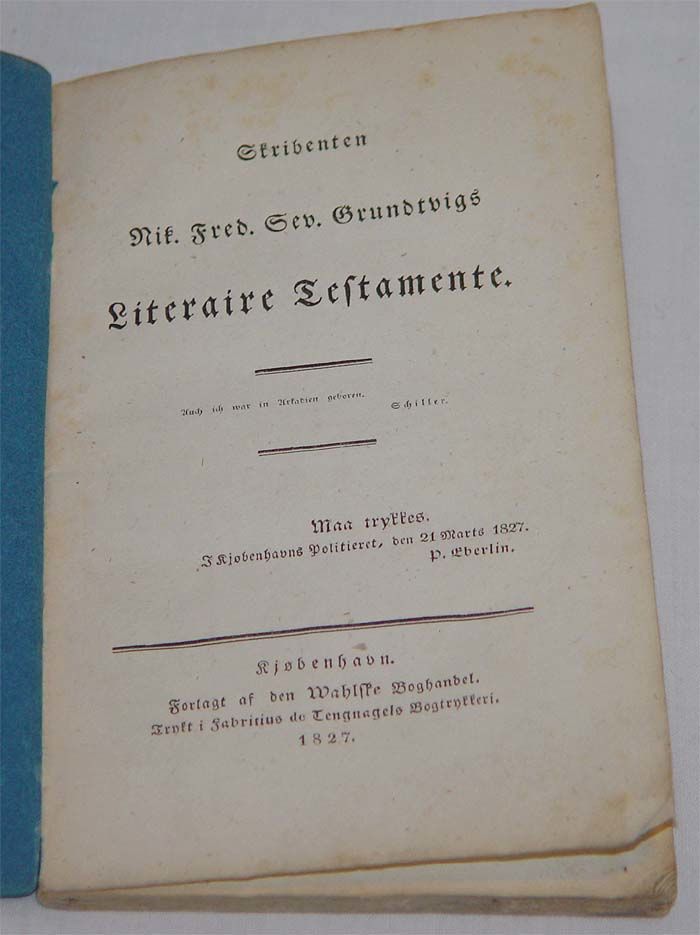 Skribenten
Nik. Fred. Sev. Grundtvigs
Literaire Testamente.
Auch ich war in Arkadien geboren.
Schiller.
Maa trykkes.
I Kjøbenhavns Politieret, den 21 Marts 1827.
P. Eberlin.
Kjøbenhavn.
Forlagt af den Wahlske Boghandel.
Trykt i Fabritius de Tengnagels Bogtrykkeri.
1827.